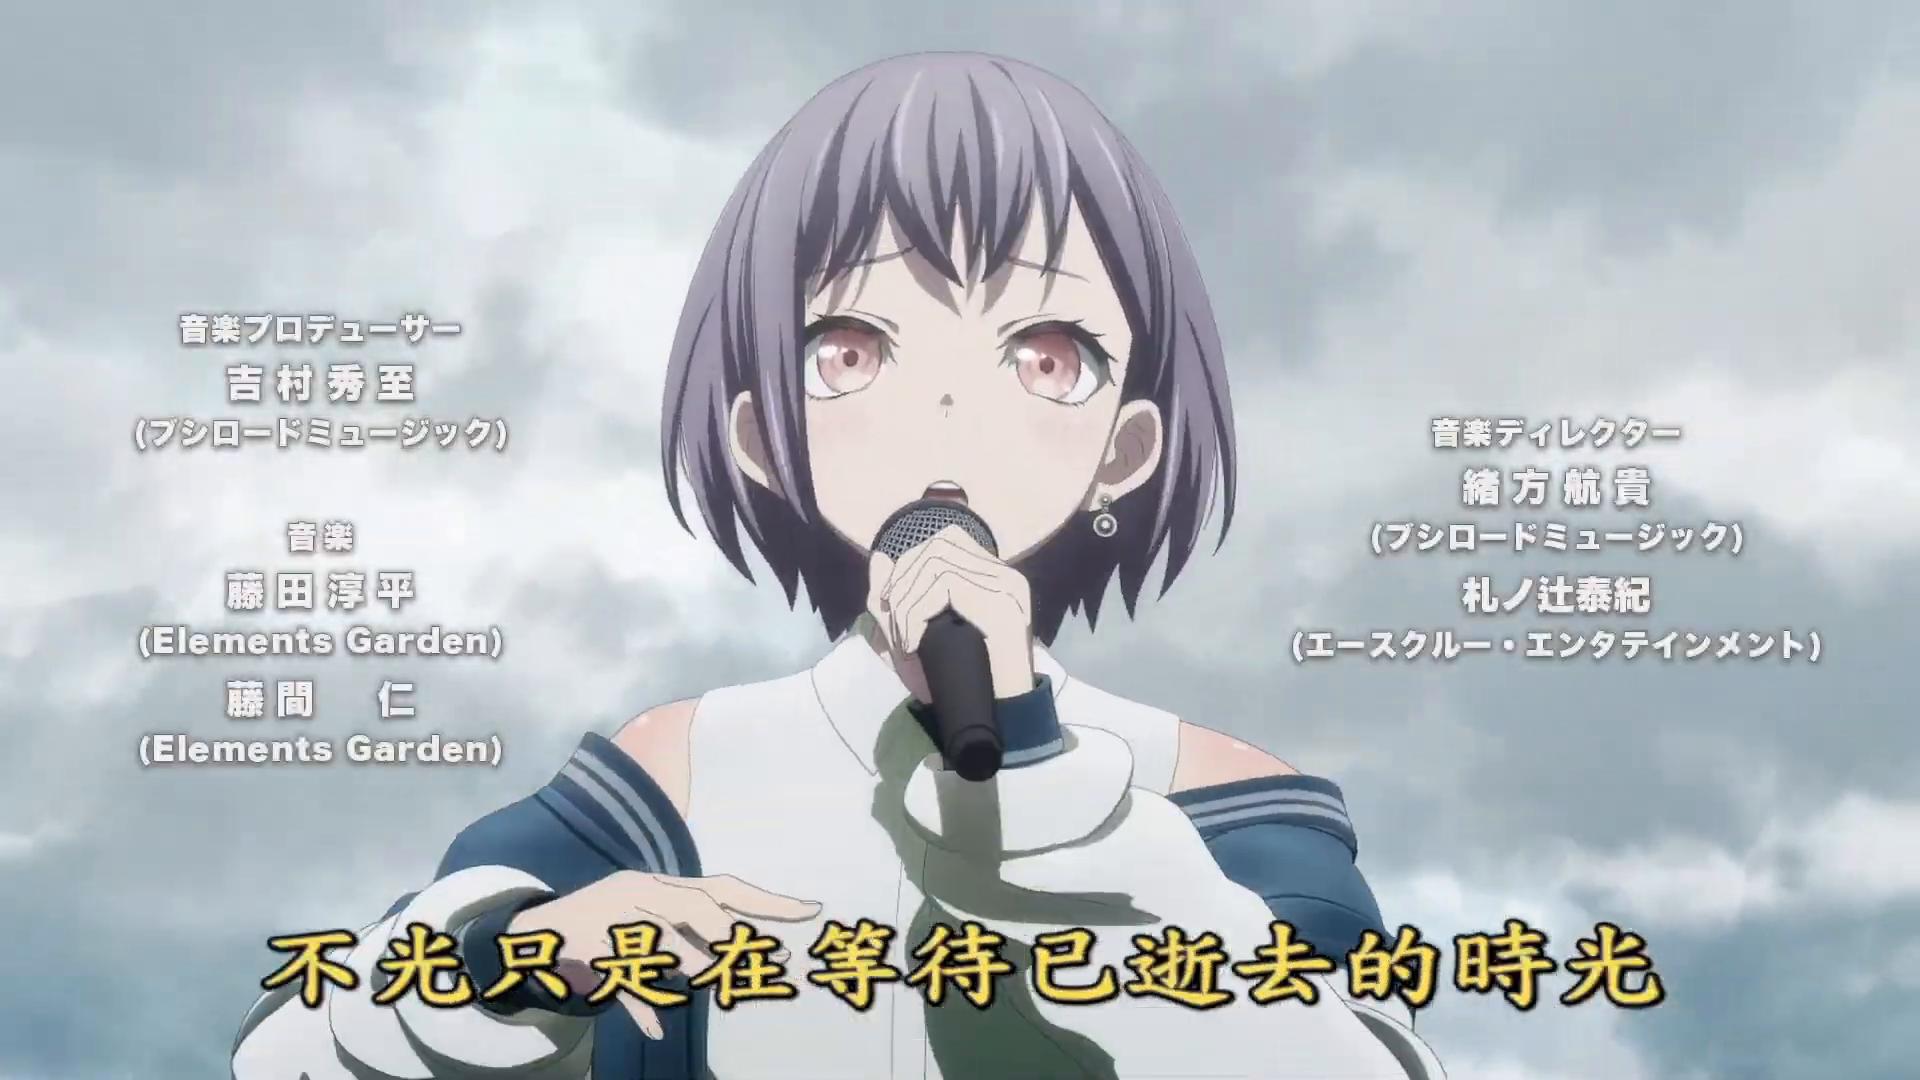 音楽プロデューサー
吉村秀至
(ブシロードミュージック)
音楽
藤田淳平
(Elements Garden)
藤間 仁
(Elements Garden)
音楽ディレクター
緒方航貴
(ブシロードミュージック)
札ノ辻泰紀
(エースクルー・エンタテインメント)
不光只是在等待已逝去的時光